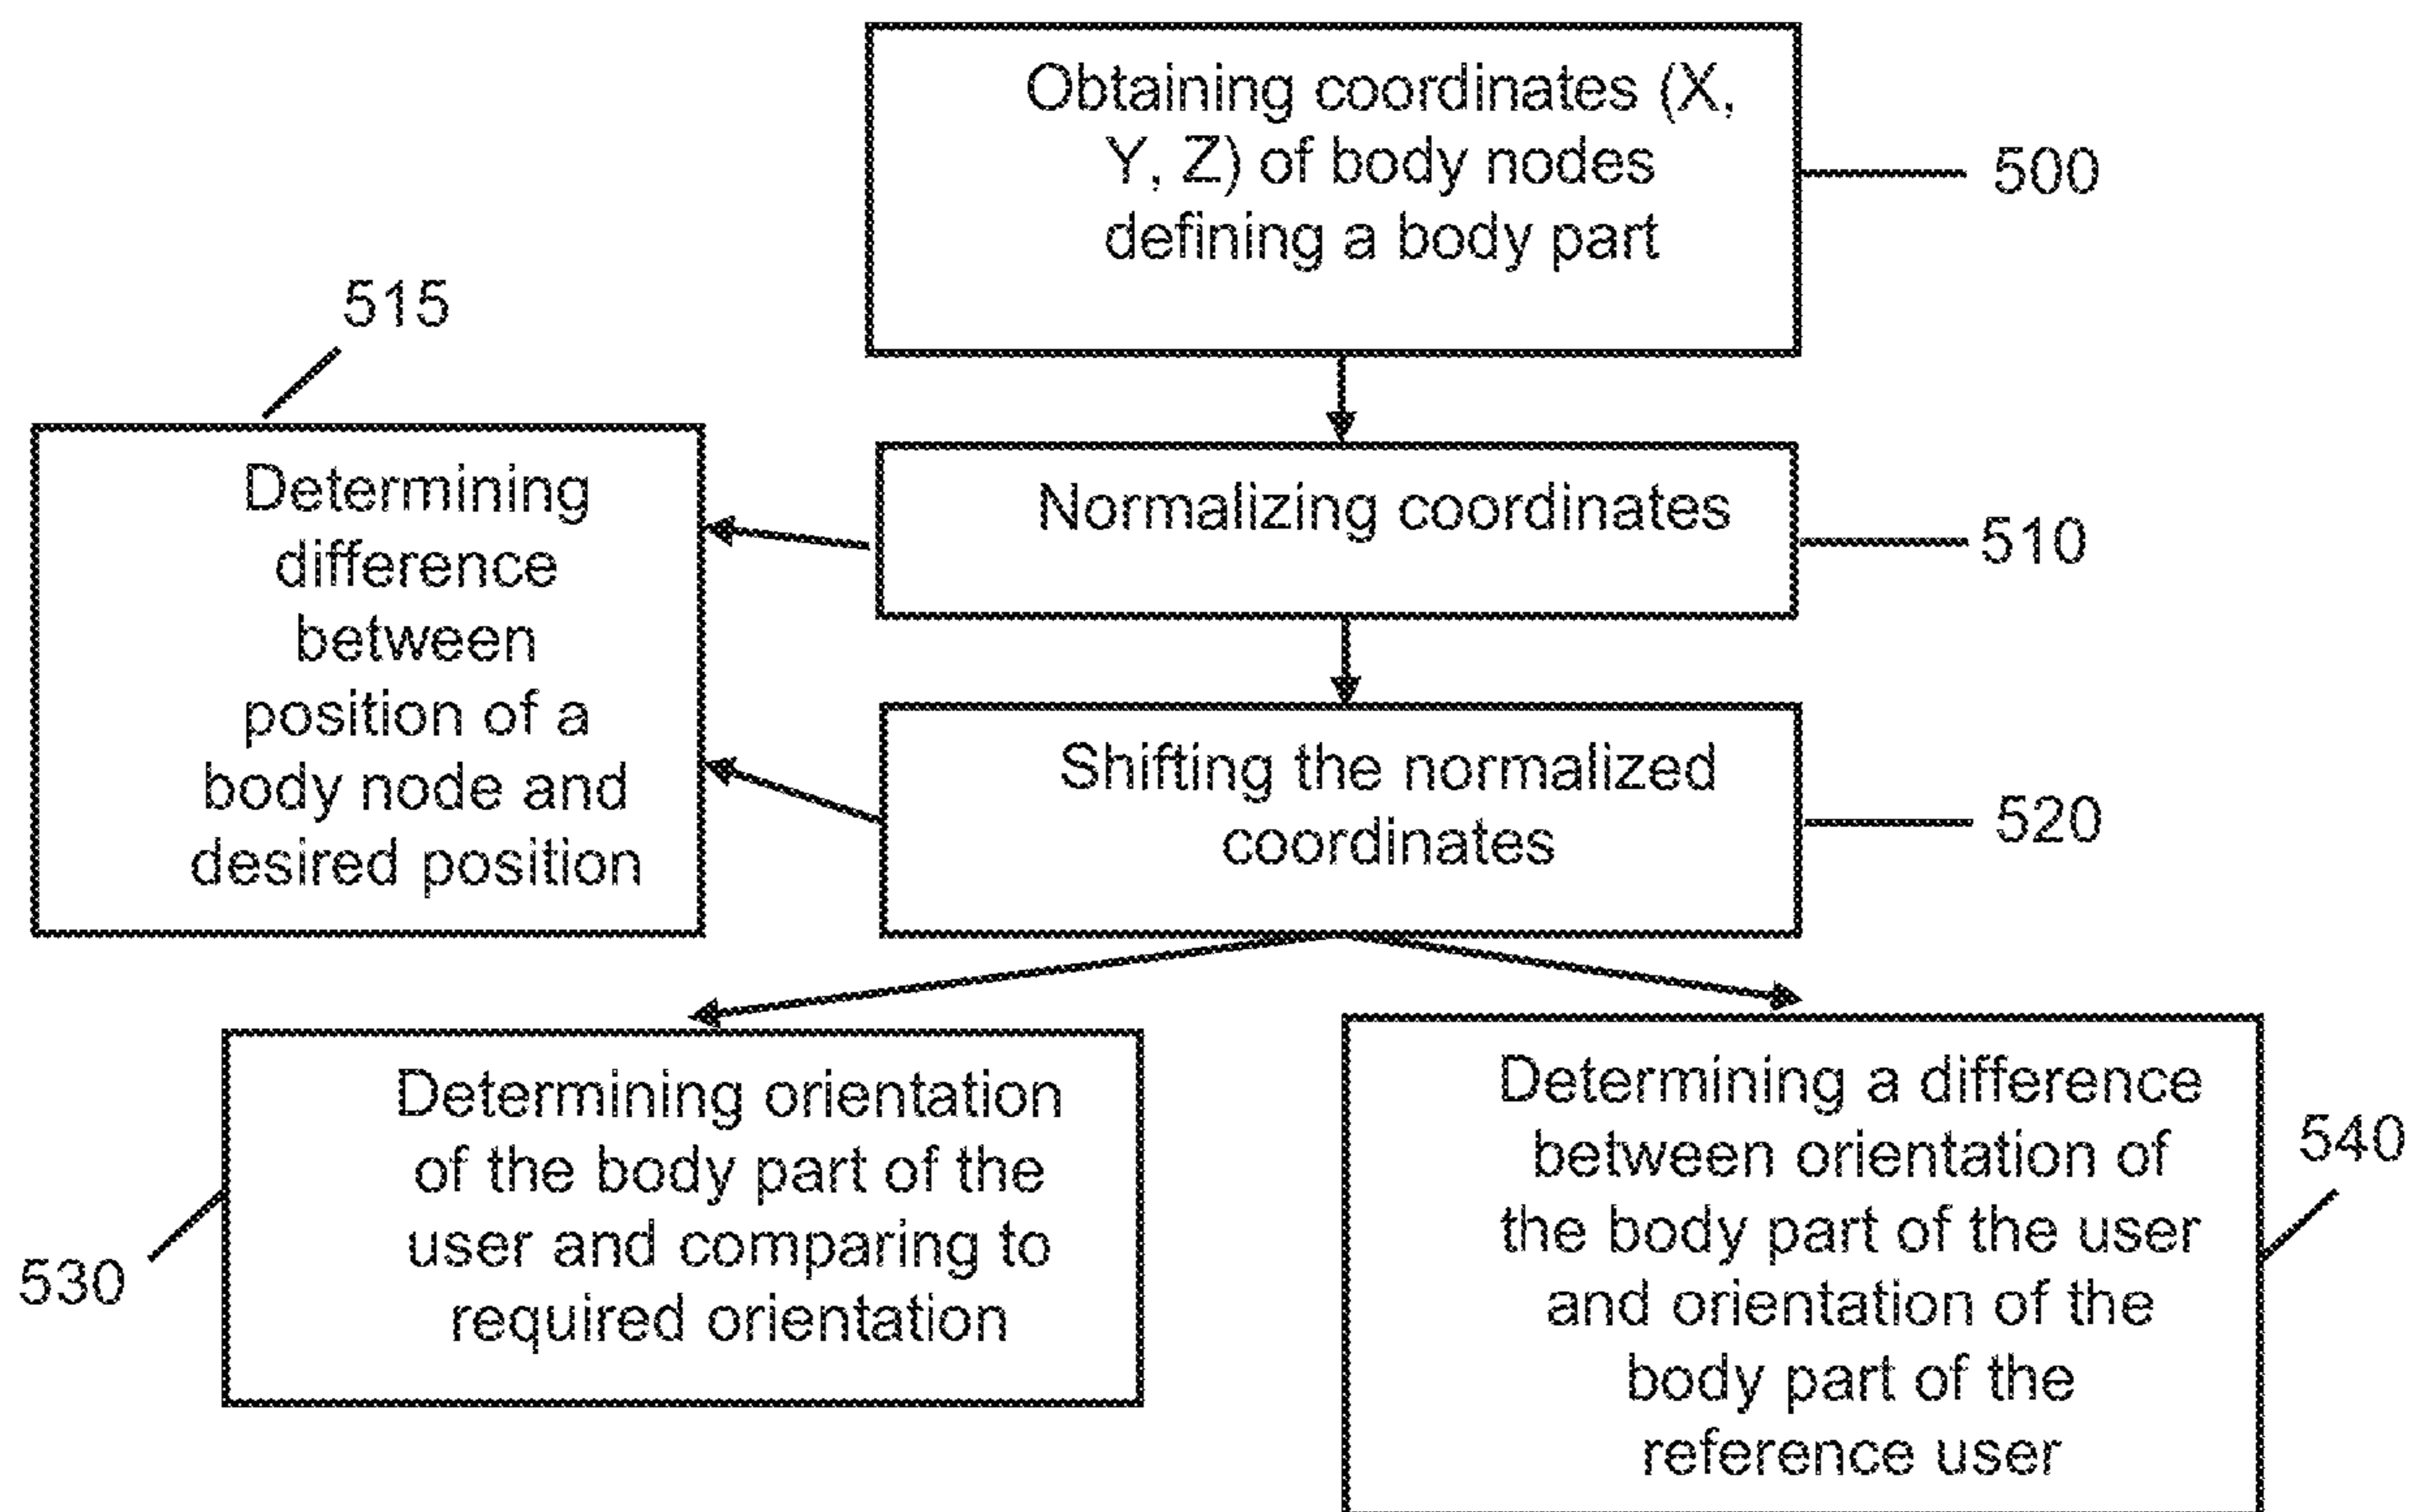 Obtaining coordinates (X,
Y, Z) of body nodes
defining a body part
500
515
Determining
difference
between
position of a
body node and
desired position
Normalizing coordinates
510
Shifting the normalized
coordinates
520
Determining orientation
of the body part of the
user and comparing to
required orientation
530
Determining a difference
between orientation of
the body part of the user
and orientation of the
body part of the
reference user
540